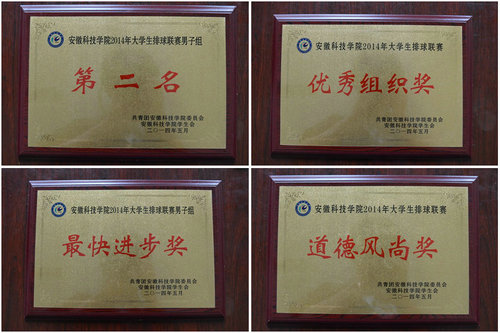 安徽科技学院2014年大学生排球联赛男子组
第二名
共青团安徽科技学院委员会
安徽科技学院学生会
二〇一四年五月
安徽科技学院2014年大学生排球联赛
优秀组织奖
共青团安徽科技学院委员会
安徽科技学院学生会
二〇一四年五月
安徽科技学院2014年大学生排球联赛男子组
最快进步奖
共青团安徽科技学院委员会
安徽科技学院学生会
二〇一四年五月
安徽科技学院2014年大学生排球联赛
道德风尚奖
共青团安徽科技学院委员会
安徽科技学院学生会
二〇一四年五月